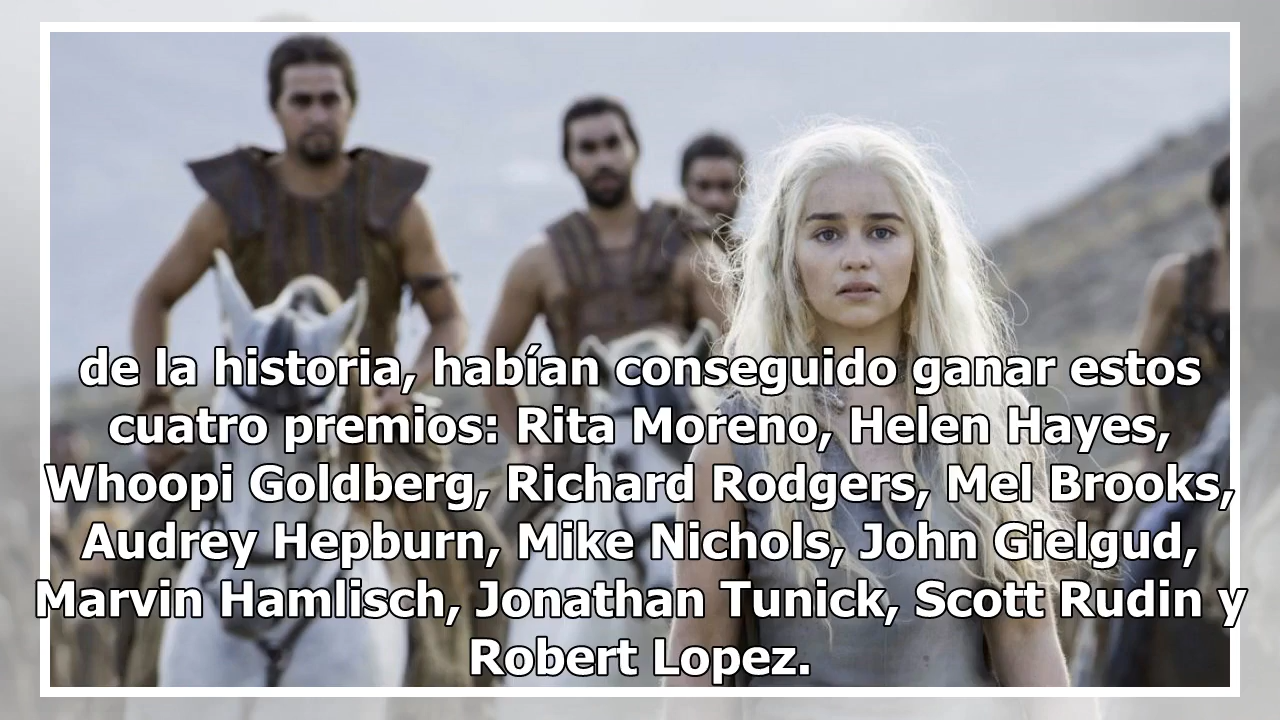 de la historia, habían conseguido ganar estos
cuatro premios: Rita Moreno, Helen Hayes,
Whoopi Goldberg, Richard Rodgers, Mel Brooks,
Audrey Hepburn, Mike Nichols, John Gielgud,
Marvin Hamlisch, Jonathan Tunick, Scott Rudin y
Robert Lopez.